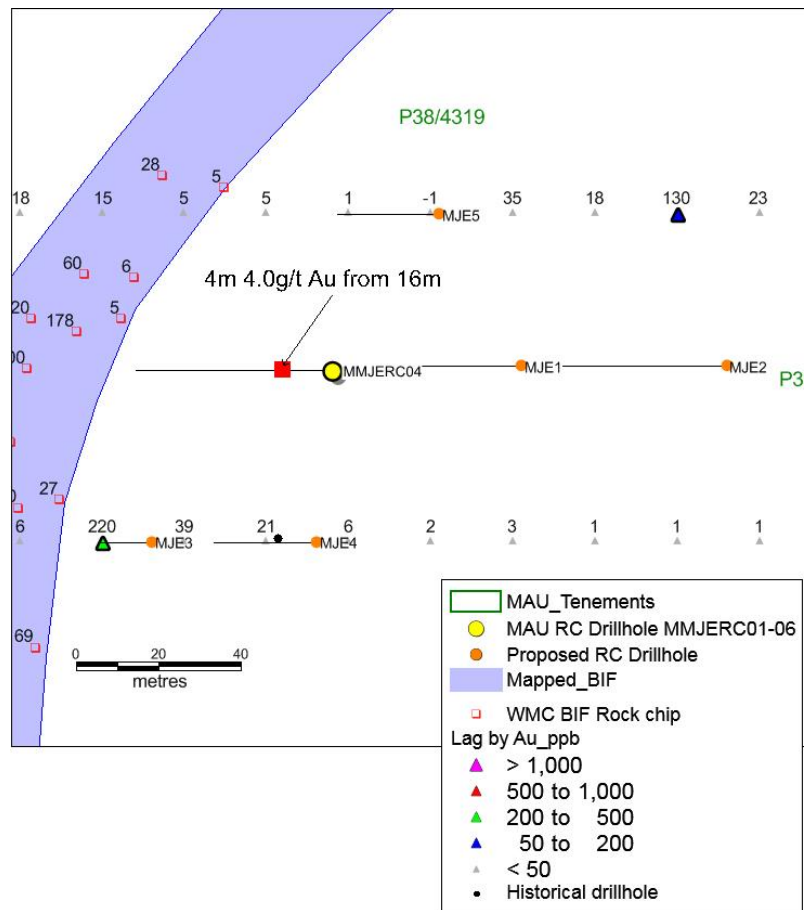 P38/4319
28
5
18
15
5
5
1
-1
35
18
130
23
MJE5
60
6
4m 4.0g/t Au from 16m
20
178
5
00
MMJERC04
MJE1
MJE2
P3
0
27
6
220
39
21
6
2
3
1
1
1
MJE3
MJE4
69
0
20
40
metres
MAU_Tenements
MAU RC Drillhole MMJERC01-06
Proposed RC Drillhole
Mapped_BIF
WMC BIF Rock chip
Lag by Au_ppb
> 1,000
500 to 1,000
200 to 500
50 to 200
< 50
Historical drillhole